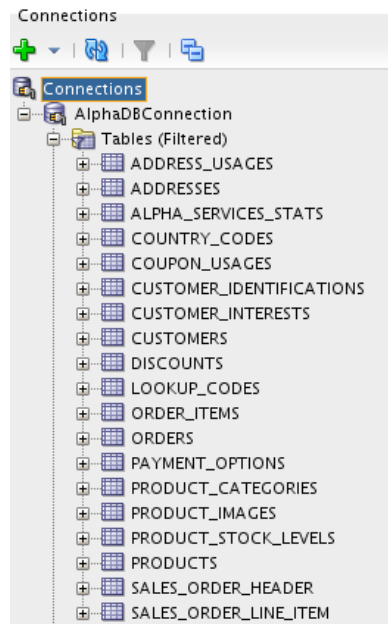 Connections
Connections
AlphaDBConnection
Tables (Filtered)
ADDRESS_USAGES
ADDRESSES
ALPHA_SERVICES_STATS
COUNTRY_CODES
COUPON_USAGES
CUSTOMER_IDENTIFICATIONS
CUSTOMER_INTERESTS
CUSTOMERS
DISCOUNTS
LOOKUP_CODES
ORDER_ITEMS
ORDERS
PAYMENT_OPTIONS
PRODUCT_CATEGORIES
PRODUCT_IMAGES
PRODUCT_STOCK_LEVELS
PRODUCTS
SALES_ORDER_HEADER
SALES_ORDER_LINE_ITEM